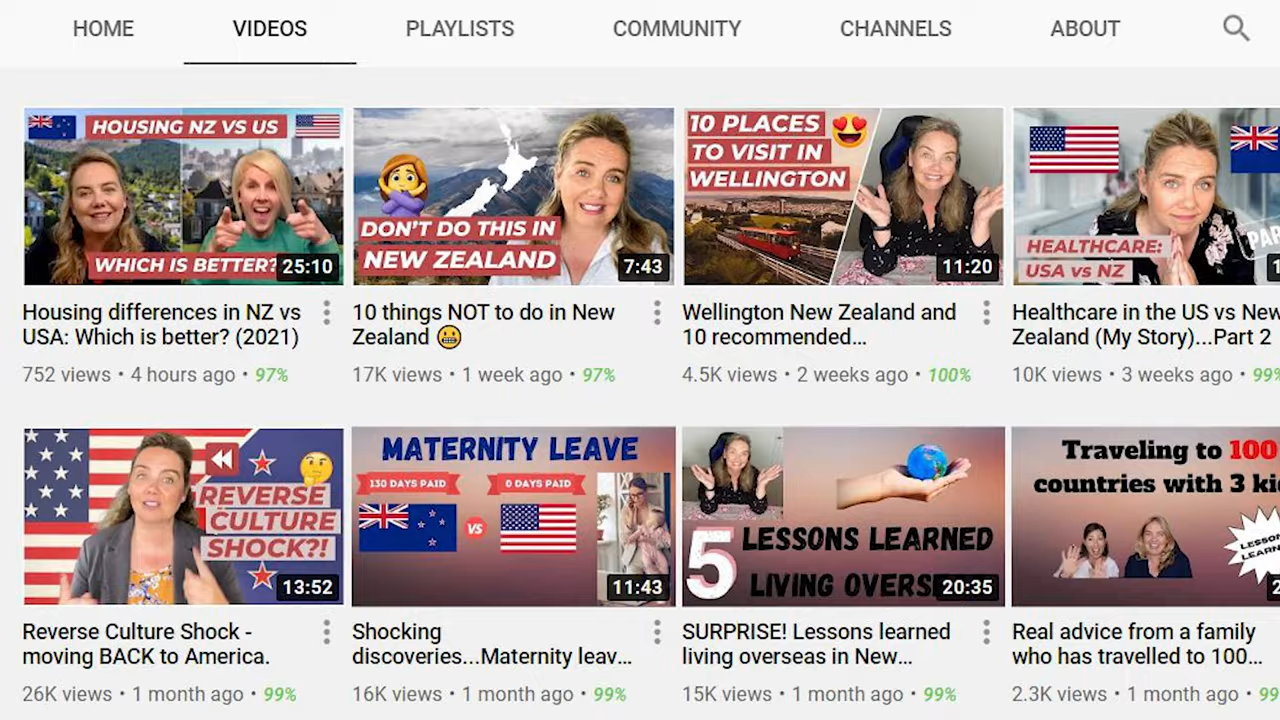 HOME VIDEOS PLAYLISTS COMMUNITY CHANNELS ABOUT
HOUSING NZ VS US
WHICH IS BETTER?
25:10
DON'T DO THIS IN
NEW ZEALAND
7:43
10 PLACES
TO VISIT IN
WELLINGTON
11:20
HEALTHCARE:
USA vs NZ
Housing differences in NZ vs
USA: Which is better? (2021)
752 views • 4 hours ago • 97%
10 things NOT to do in New
Zealand 😬
17K views • 1 week ago • 97%
Wellington New Zealand and
10 recommended...
4.5K views • 2 weeks ago • 100%
Healthcare in the US vs New
Zealand (My Story)...Part 2
10K views • 3 weeks ago • 99%
REVERSE
CULTURE
SHOCK?!
13:52
MATERNITY LEAVE
130 DAYS PAID
0 DAYS PAID
VS
11:43
5 LESSONS LEARNED
LIVING OVERS
20:35
Traveling to 100
countries with 3 ki
Reverse Culture Shock -
moving BACK to America.
26K views • 1 month ago • 99%
Shocking
discoveries...Maternity leav...
16K views • 1 month ago • 99%
SURPRISE! Lessons learned
living overseas in New...
15K views • 1 month ago • 99%
Real advice from a family
who has travelled to 100...
2.3K views • 1 month ago • 99